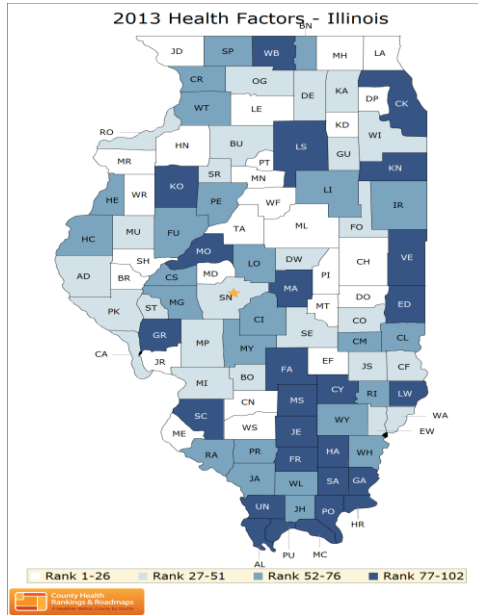 2013 Health Factors - Illinois
BN
JD
SP
WB
MH
LA
CR
OG
DE
KA
DP
CK
WT
LE
RO
KD
WI
HN
BU
LS
GU
MR
PT
KN
SR
MN
KO
WR
HE
PE
LI
IR
WF
HC
MU
FU
TA
ML
FO
MO
SH
LO
DW
CH
VE
AD
BR
CS
MD
PI
MA
SN
PK
ST
MG
MT
DO
ED
CI
CO
GR
SE
CM
CL
CA
JR
MP
MY
EF
JS
CF
FA
MI
BO
CY
RI
LW
MS
CN
SC
WY
WA
ME
WS
JE
EW
RA
PR
FR
HA
WH
JA
WL
SA
GA
UN
JH
PO
HR
AL
PU
MC
Rank 1-26 Rank 27-51 Rank 52-76 Rank 77-102
County Health
Rankings & Roadmaps
A Healthier Nation, County by County